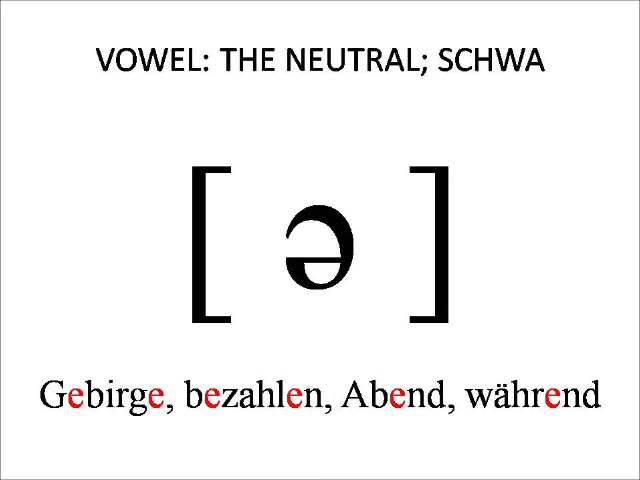 VOWEL: THE NEUTRAL; SCHWA
[ ə ]
Gebirge, bezahlen, Abend, während